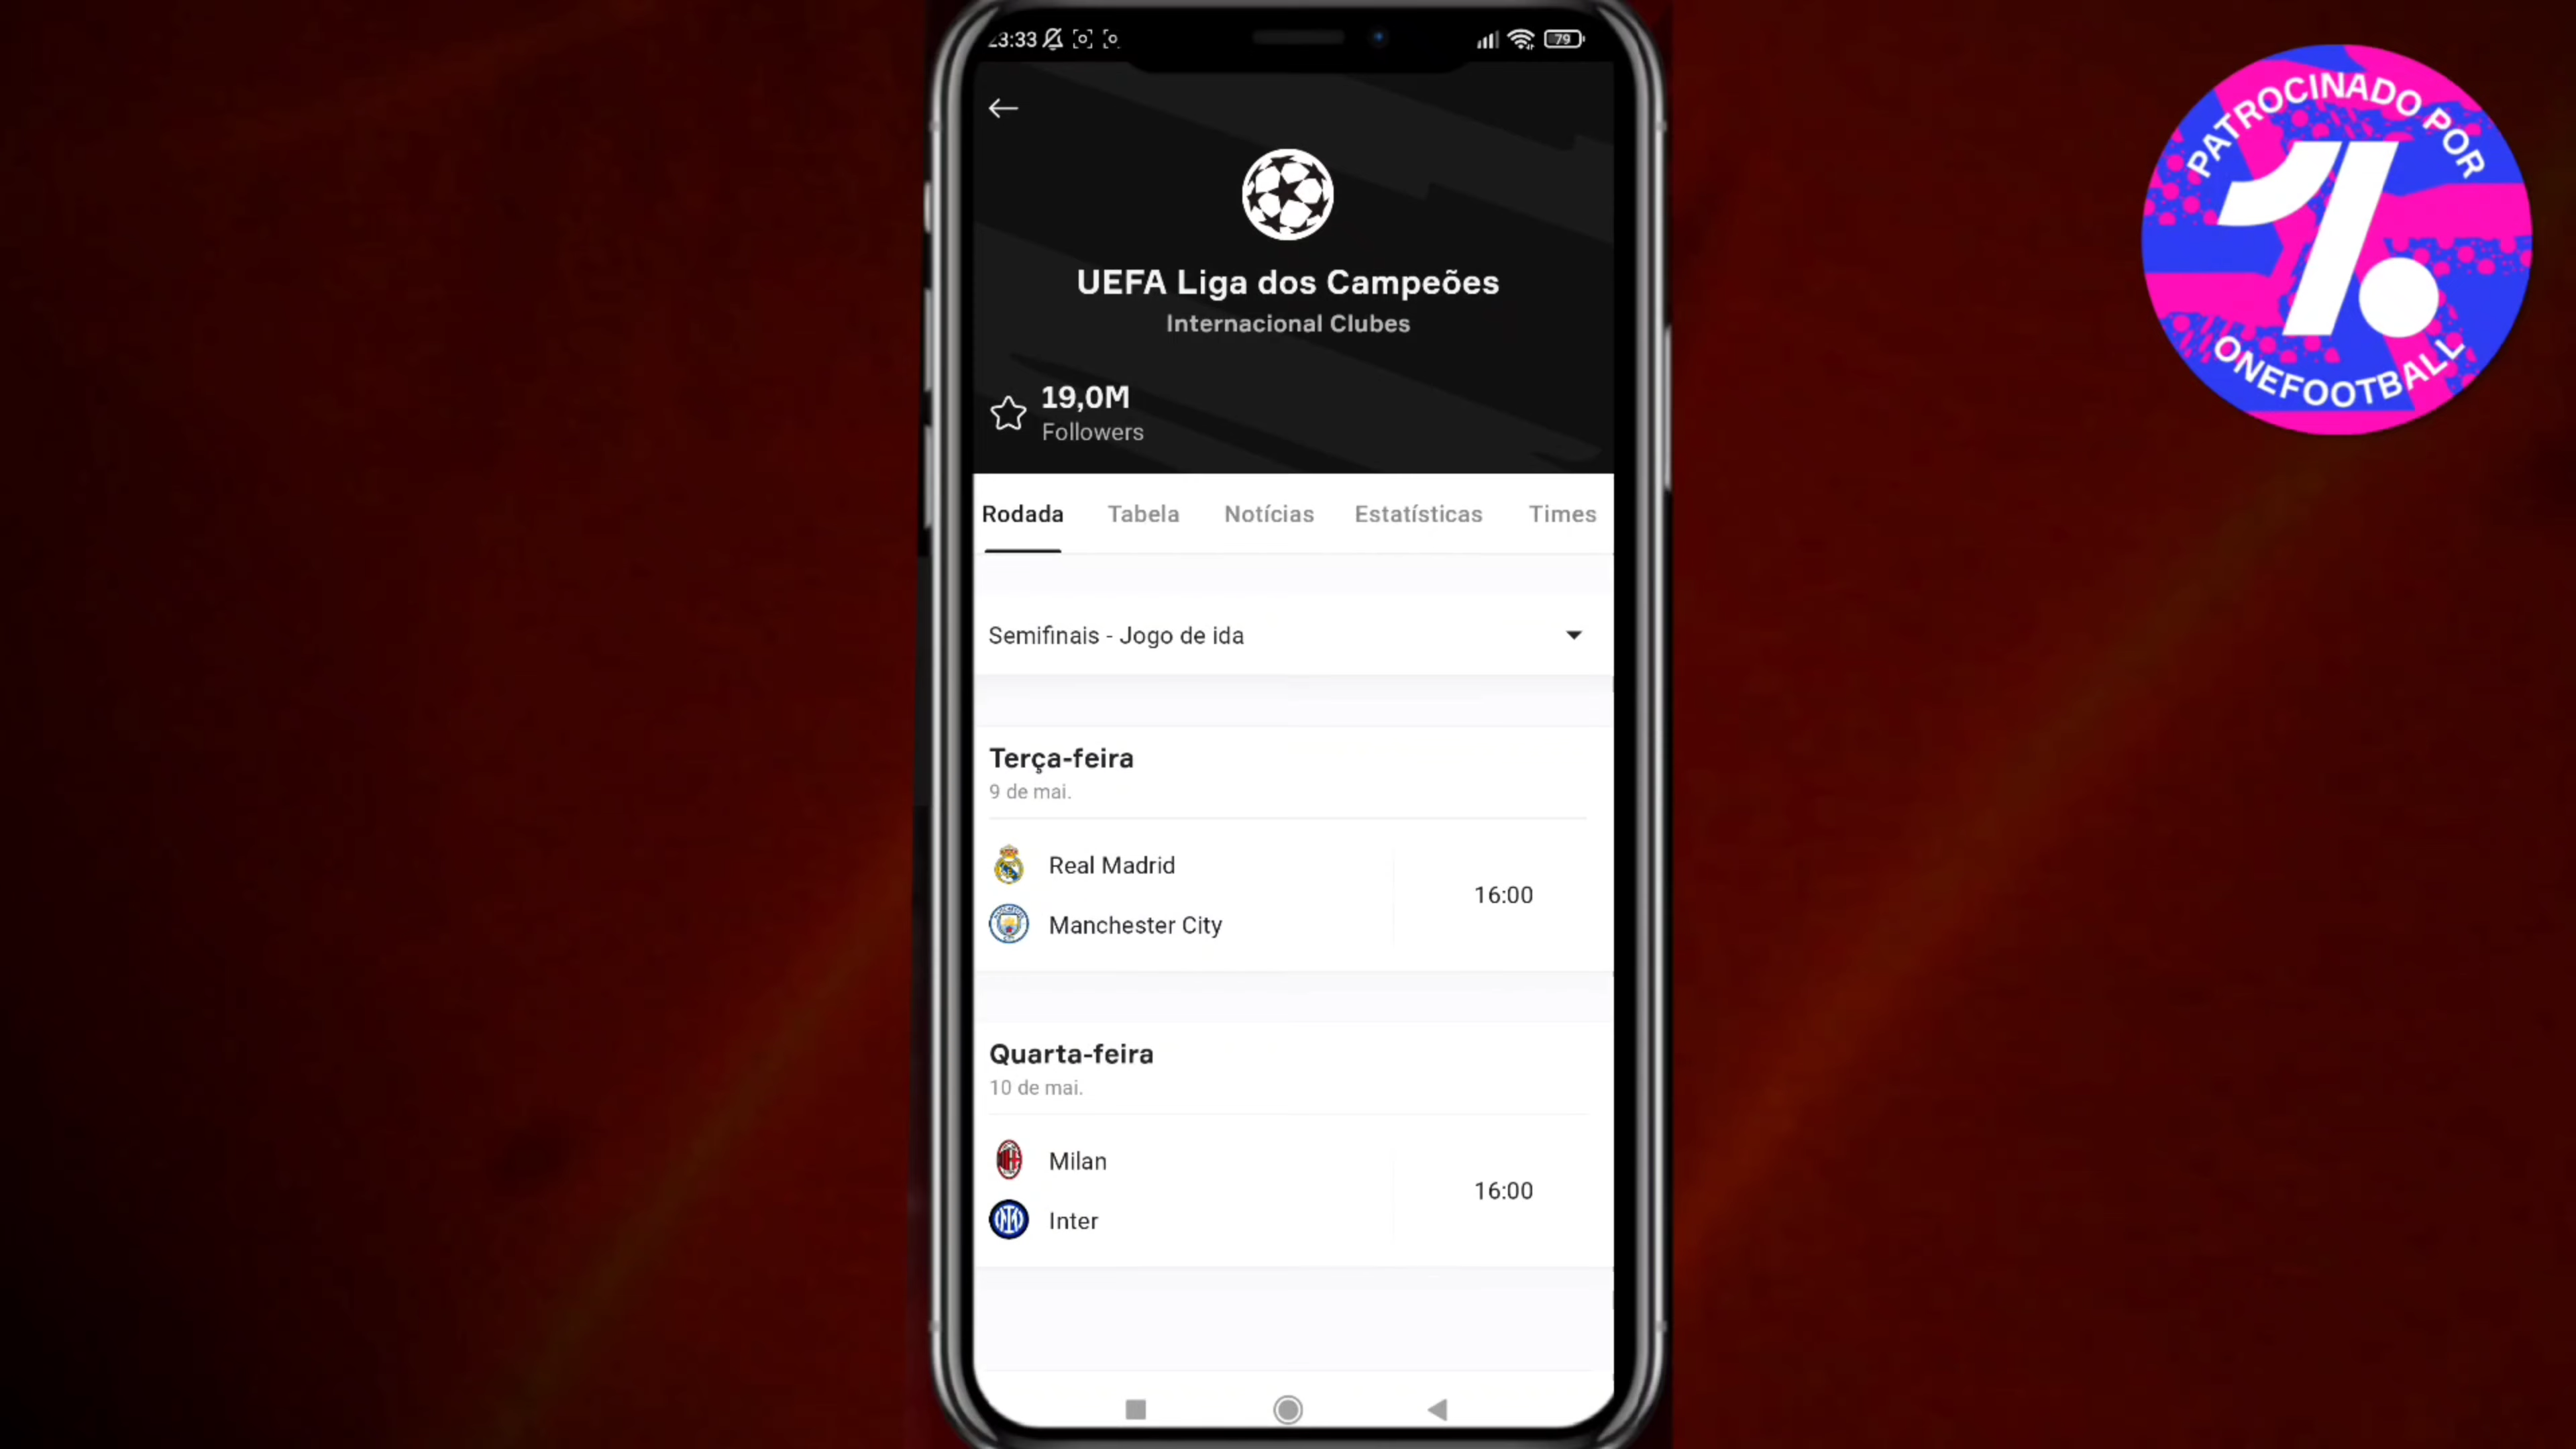 23:33
79
PATROCINADO POR
ONEFOOTBALL
UEFA Liga dos Campeões
Internacional Clubes
19,0M
Followers
Rodada Tabela Notícias Estatísticas Times
Semifinais - Jogo de ida
Terça-feira
9 de mai.
Real Madrid
16:00
Manchester City
Quarta-feira
10 de mai.
Milan
16:00
Inter